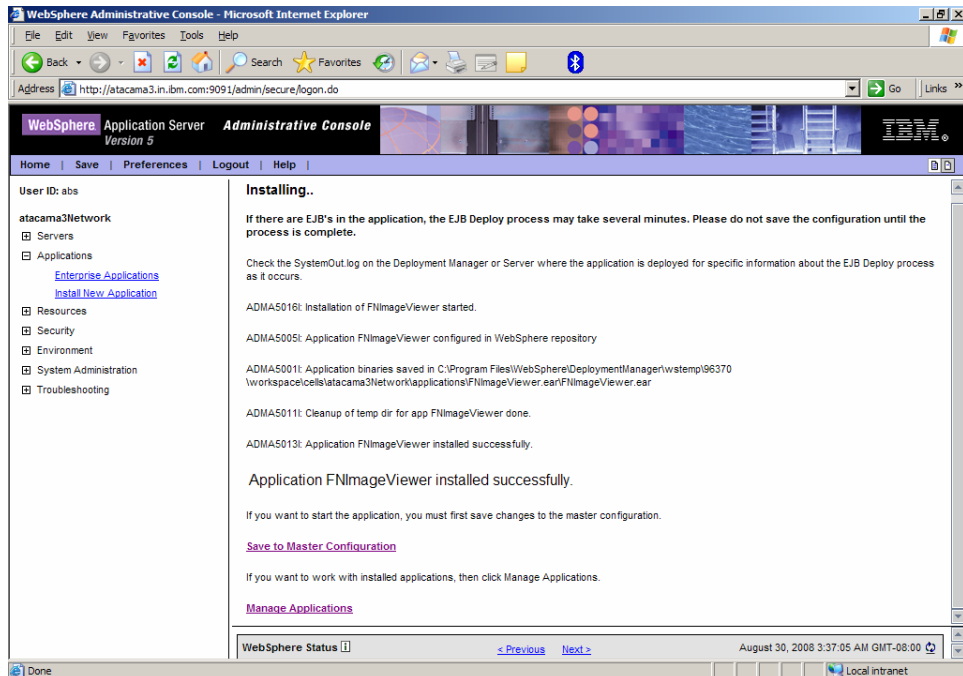 WebSphere Administrative Console - Microsoft Internet Explorer
File Edit View Favorites Tools Help
Back Search Favorites
Address http://atacama3.in.ibm.com:9091/admin/secure/logon.do Go Links »
WebSphere. Application Server Administrative Console
Version 5
IBM.®
Home | Save | Preferences | Logout | Help |
User ID: abs
atacama3Network
Servers
Applications
Enterprise Applications
Install New Application
Resources
Security
Environment
System Administration
Troubleshooting
Installing..
If there are EJB's in the application, the EJB Deploy process may take several minutes. Please do not save the configuration until the
process is complete.
Check the SystemOut.log on the Deployment Manager or Server where the application is deployed for specific information about the EJB Deploy process
as it occurs.
ADMA5016I: Installation of FNImageViewer started.
ADMA5005I: Application FNImageViewer configured in WebSphere repository
ADMA5001I: Application binaries saved in C:\Program Files\WebSphere\DeploymentManager\wstemp\96370
\workspace\cells\atacama3Network\applications\FNImageViewer.ear\FNImageViewer.ear
ADMA5011I: Cleanup of temp dir for app FNImageViewer done.
ADMA5013I: Application FNImageViewer installed successfully.
Application FNImageViewer installed successfully.
If you want to start the application, you must first save changes to the master configuration.
Save to Master Configuration
If you want to work with installed applications, then click Manage Applications.
Manage Applications
WebSphere Status i < Previous Next > August 30, 2008 3:37:05 AM GMT-08:00
Done Local intranet